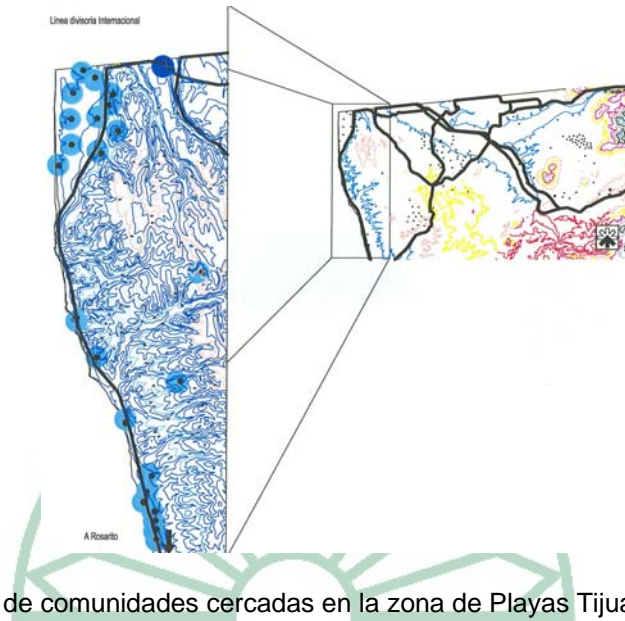 Línea divisoria Internacional
A Rosarito
de comunidades cercadas en la zona de Playas Tijua